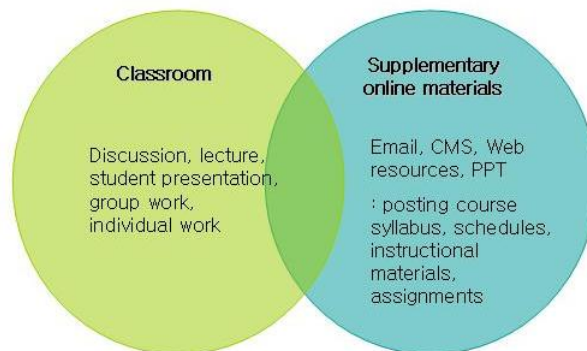 Classroom
Discussion, lecture,
student presentation,
group work,
individual work
Supplementary
online materials
Email, CMS, Web
resources, PPT
: posting course
syllabus, schedules,
instructional
materials,
assignments